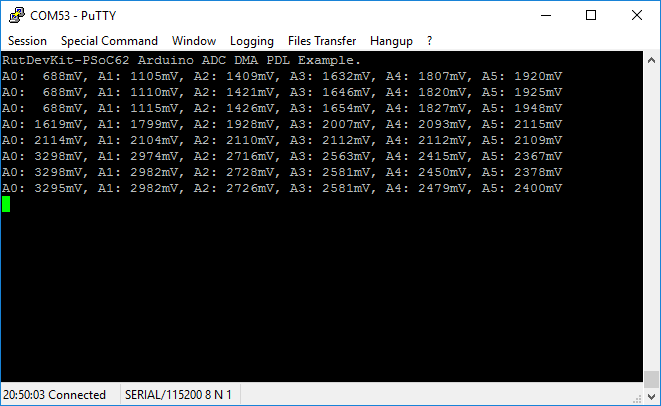 COM53 - PuTTY
Session Special Command Window Logging Files Transfer Hangup ?
RutDevKit-PSoC62 Arduino ADC DMA PDL Example.
A0:  688mV, A1: 1105mV, A2: 1409mV, A3: 1632mV, A4: 1807mV, A5: 1920mV
A0:  688mV, A1: 1110mV, A2: 1421mV, A3: 1646mV, A4: 1820mV, A5: 1925mV
A0:  688mV, A1: 1115mV, A2: 1426mV, A3: 1654mV, A4: 1827mV, A5: 1948mV
A0: 1619mV, A1: 1799mV, A2: 1928mV, A3: 2007mV, A4: 2093mV, A5: 2115mV
A0: 2114mV, A1: 2104mV, A2: 2110mV, A3: 2112mV, A4: 2112mV, A5: 2109mV
A0: 3298mV, A1: 2974mV, A2: 2716mV, A3: 2563mV, A4: 2415mV, A5: 2367mV
A0: 3298mV, A1: 2982mV, A2: 2728mV, A3: 2581mV, A4: 2450mV, A5: 2378mV
A0: 3295mV, A1: 2982mV, A2: 2726mV, A3: 2581mV, A4: 2479mV, A5: 2400mV
20:50:03 Connected SERIAL/115200 8 N 1